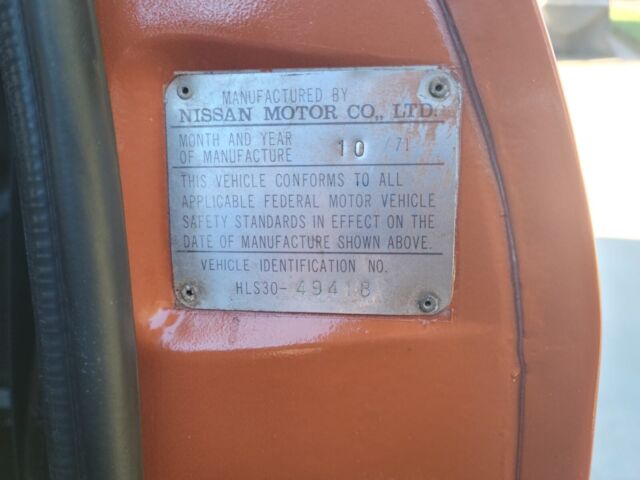 MANUFACTURED BY
NISSAN MOTOR CO., LTD.
MONTH AND YEAR
OF MANUFACTURE 10 /71
THIS VEHICLE CONFORMS TO ALL
APPLICABLE FEDERAL MOTOR VEHICLE
SAFETY STANDARDS IN EFFECT ON THE
DATE OF MANUFACTURE SHOWN ABOVE.
VEHICLE IDENTIFICATION NO.
HLS30-49418